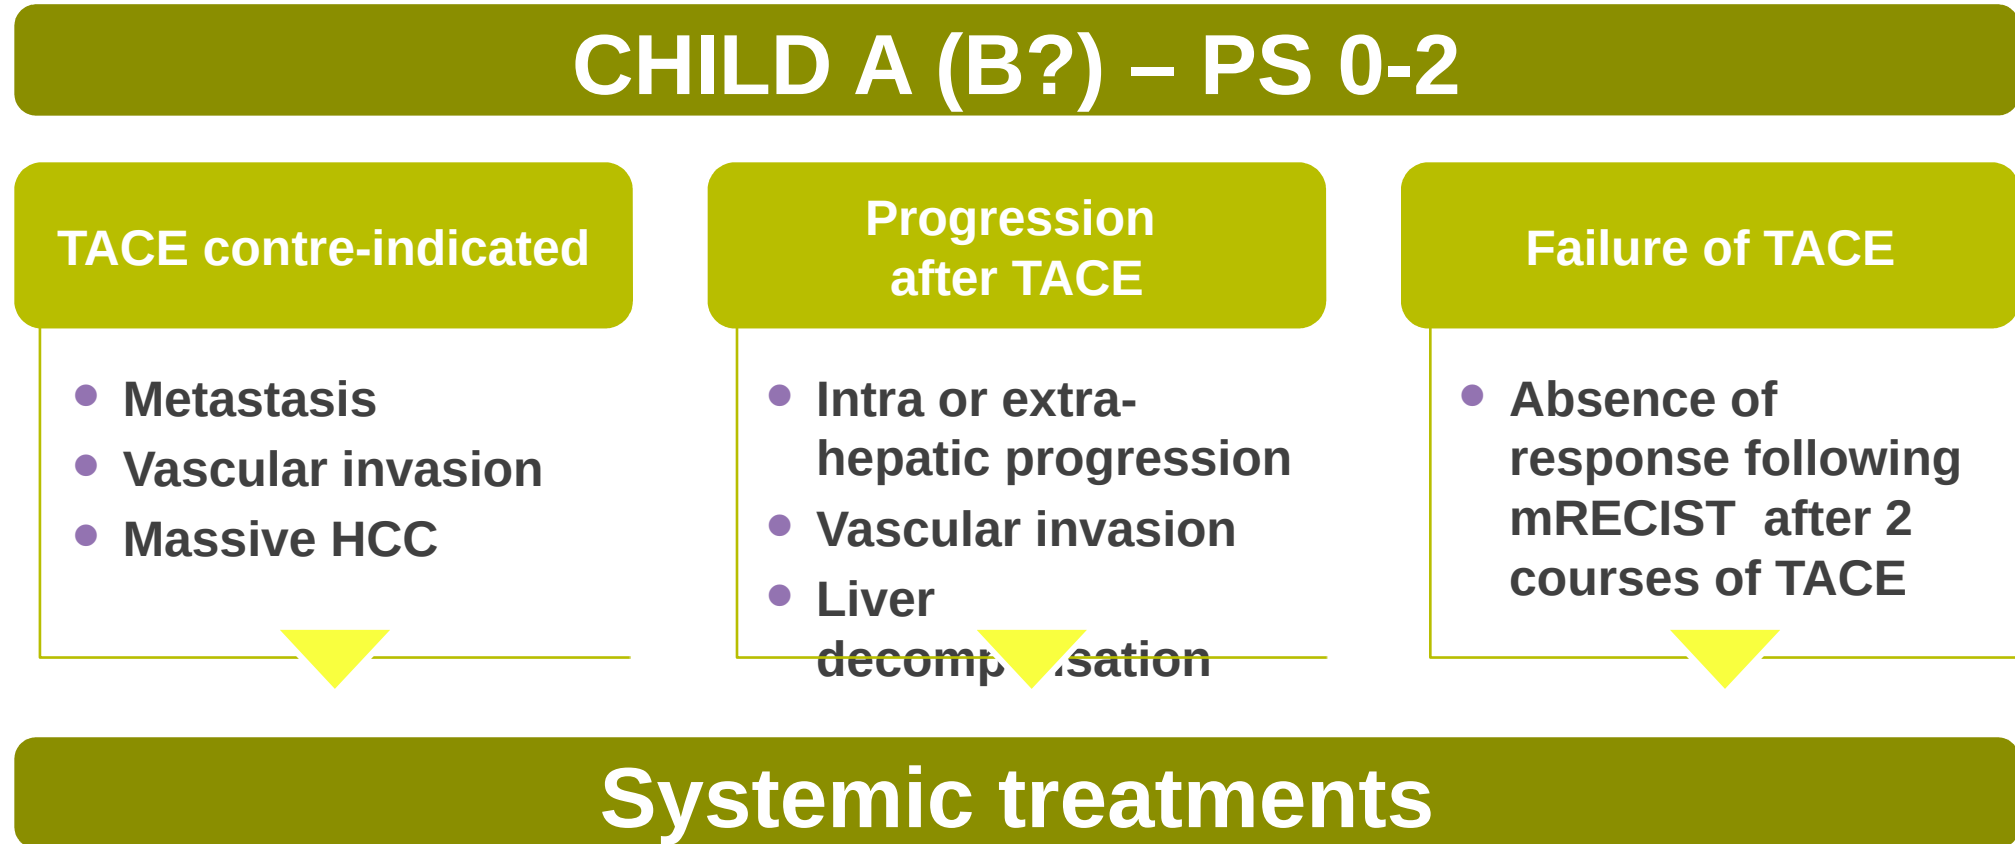 CHILD A (B?) – PS 0-2
TACE contre-indicated
Metastasis
Vascular invasion
Massive HCC
Progression
after TACE
Intra or extra-
hepatic progression
Vascular invasion
Liver
Failure of TACE
Absence of
response following
mRECIST after 2
courses of TACE
Systemic treatments